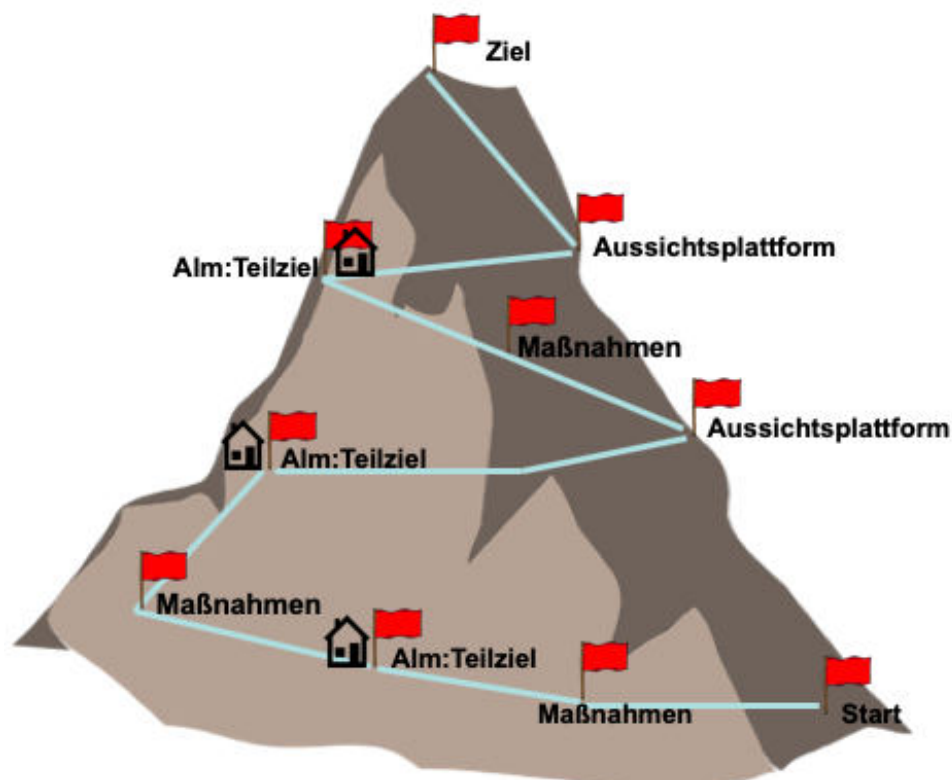 Ziel
Aussichtsplattform
Alm:Teilziel
Maßnahmen
Aussichtsplattform
Alm:Teilziel
Maßnahmen
Alm:Teilziel
Maßnahmen
Start